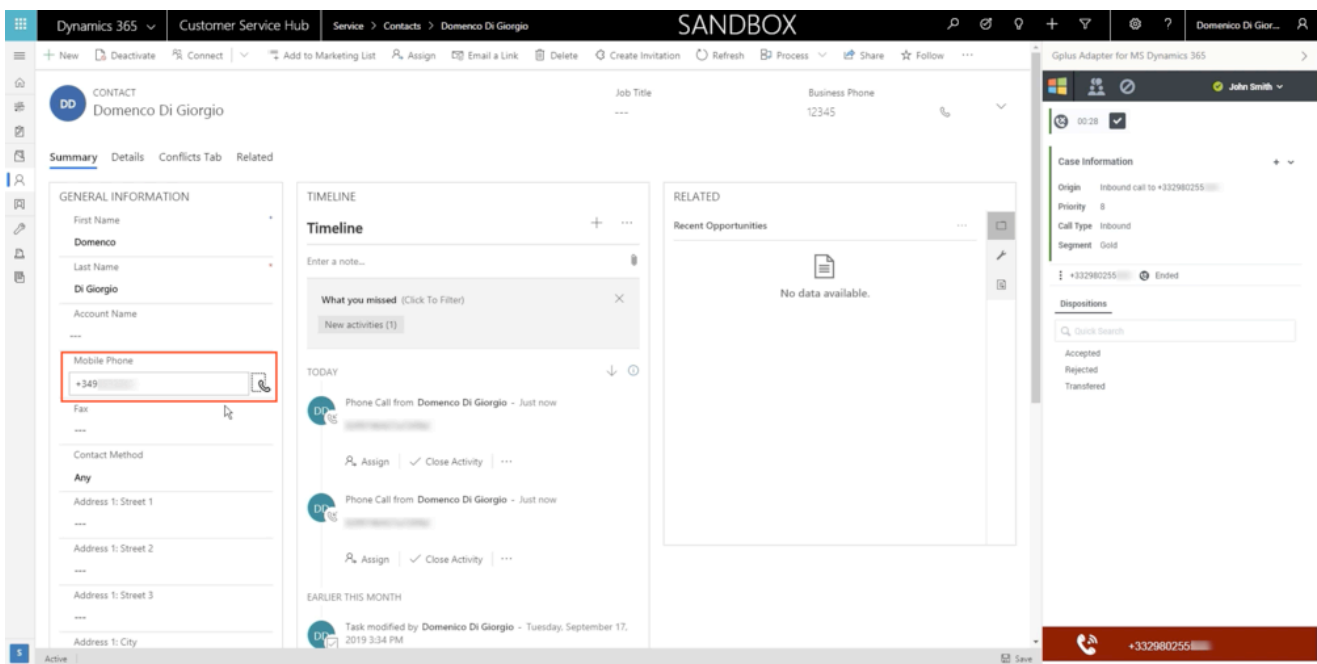 Dynamics 365 Customer Service Hub Service > Contacts > Domenco Di Giorgio SANDBOX Domenico Di Gior...
New Deactivate Connect Add to Marketing List Assign Email a Link Delete Create Invitation Refresh Process Share Follow ...
Gplus Adapter for MS Dynamics 365
DD
CONTACT
Domenco Di Giorgio
Job Title
---
Business Phone
12345
Summary Details Conflicts Tab Related
GENERAL INFORMATION
First Name *
Domenco
Last Name *
Di Giorgio
Account Name
---
Mobile Phone
+349
Fax
---
Contact Method
Any
Address 1: Street 1
---
Address 1: Street 2
---
Address 1: Street 3
---
Address 1: City
TIMELINE
Timeline
Enter a note...
What you missed (Click To Filter)
New activities (1)
TODAY
DD
Phone Call from Domenco Di Giorgio - Just now
Assign Close Activity ...
DD
Phone Call from Domenco Di Giorgio - Just now
Assign Close Activity ...
EARLIER THIS MONTH
DD
Task modified by Domenico Di Giorgio - Tuesday, September 17,
2019 3:34 PM
RELATED
Recent Opportunities ...
No data available.
John Smith
00:28
Case Information
Origin Inbound call to +332980255
Priority 8
Call Type Inbound
Segment Gold
+332980255 Ended
Dispositions
Quick Search
Accepted
Rejected
Transfered
+332980255
S
Active
Save